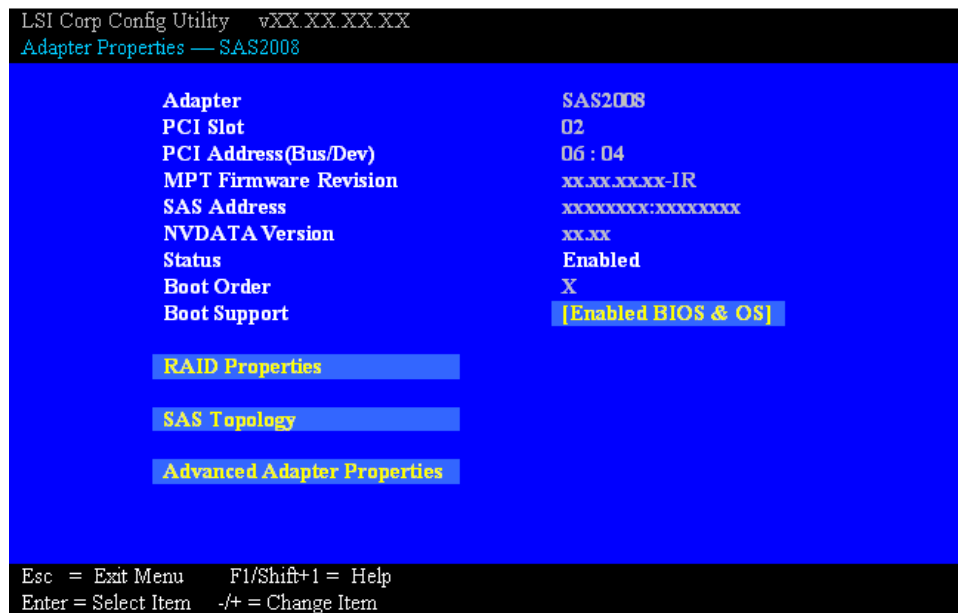 LSI Corp Config Utility vXX.XX.XX.XX
Adapter Properties — SAS2008
Adapter SAS2008
PCI Slot 02
PCI Address(Bus/Dev) 06 : 04
MPT Firmware Revision xx.xx.xx.xx-IR
SAS Address xxxxxxxx:xxxxxxxx
NVDATA Version xx.xx
Status Enabled
Boot Order X
Boot Support [Enabled BIOS & OS]
RAID Properties
SAS Topology
Advanced Adapter Properties
Esc = Exit Menu F1/Shift+1 = Help
Enter = Select Item -/+ = Change Item